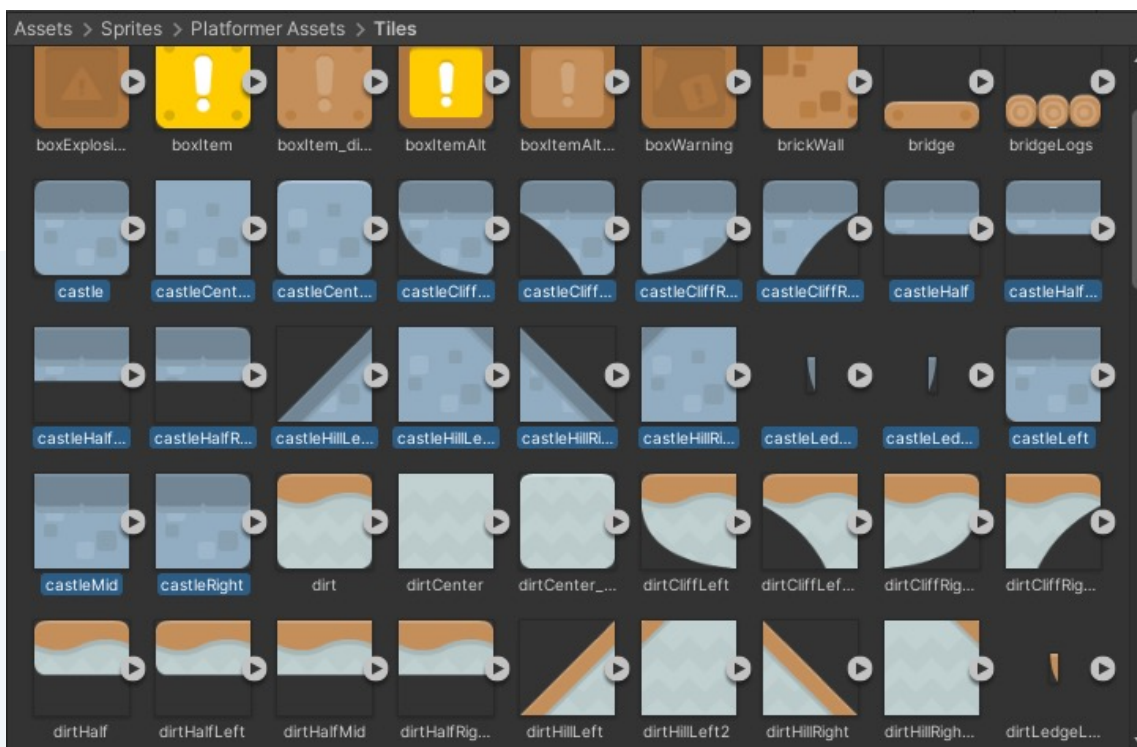 Assets > Sprites > Platformer Assets > Tiles
boxExplosi... boxItem boxItem_di... boxItemAlt boxItemAlt... boxWarning brickWall bridge bridgeLogs
castle castleCent... castleCent... castleCliff... castleCliff... castleCliffR... castleCliffR... castleHalf castleHalf...
castleHalf... castleHalfR... castleHillLe... castleHillLe... castleHillRi... castleHillRi... castleLed... castleLed... castleLeft
castleMid castleRight dirt dirtCenter dirtCenter_... dirtCliffLeft dirtCliffLef... dirtCliffRig... dirtCliffRig...
dirtHalf dirtHalfLeft dirtHalfMid dirtHalfRig... dirtHillLeft dirtHillLeft2 dirtHillRight dirtHillRigh... dirtLedgeL...